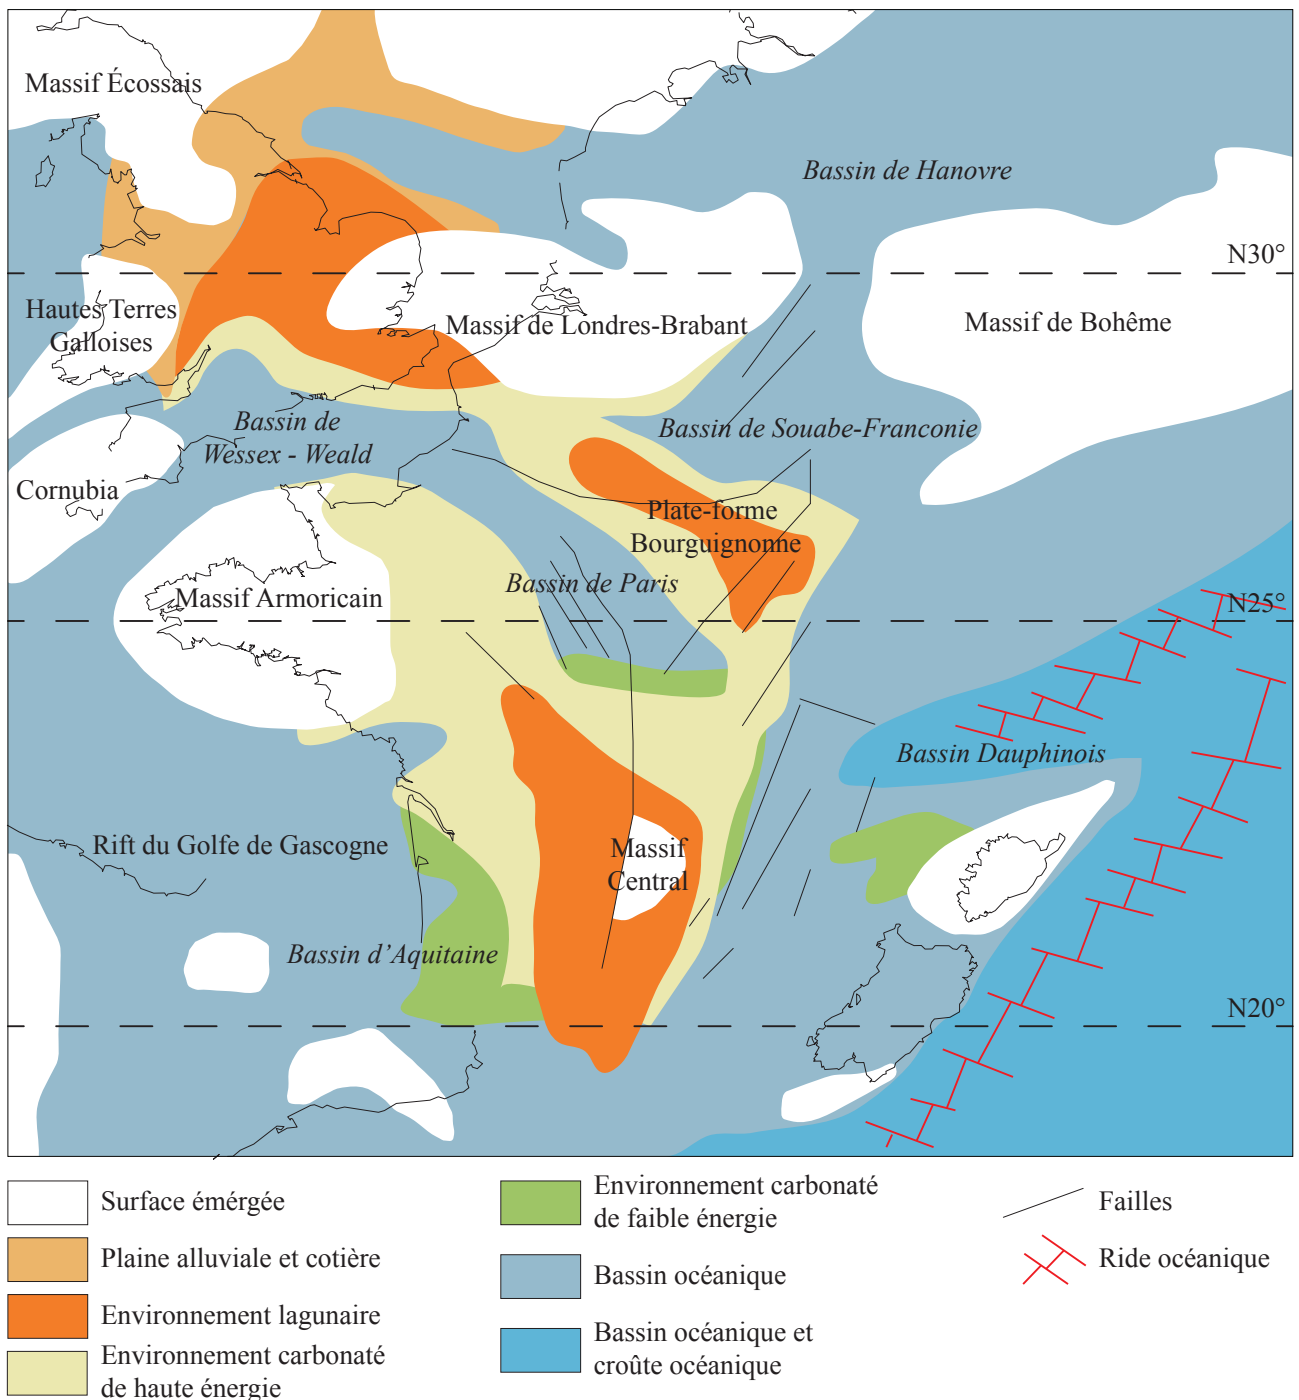 Massif Écossais
Bassin de Hanovre
N30°
Hautes Terres
Galloises
Massif de Londres-Brabant
Massif de Bohême
Bassin de
Wessex - Weald
Bassin de Souabe-Franconie
Cornubia
Plate-forme
Bourguignonne
Bassin de Paris
Massif Armoricain
N25°
Bassin Dauphinois
Rift du Golfe de Gascogne
Massif
Central
Bassin d'Aquitaine
N20°
Surface émérgée
Plaine alluviale et cotière
Environnement lagunaire
Environnement carbonaté
de haute énergie
Environnement carbonaté
de faible énergie
Bassin océanique
Bassin océanique et
croûte océanique
Failles
Ride océanique